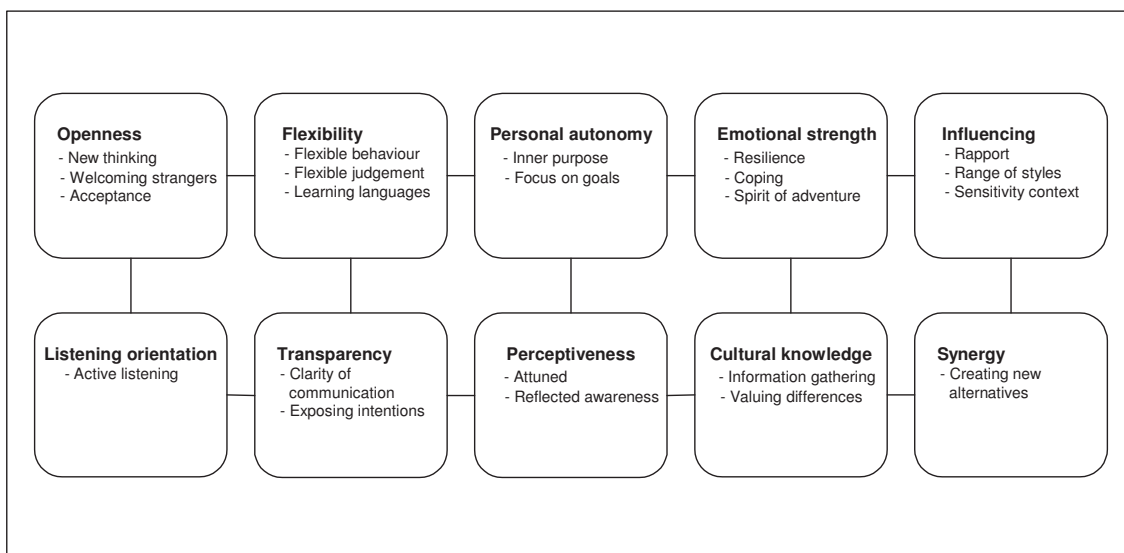 Openness
- New thinking
- Welcoming strangers
- Acceptance
Flexibility
- Flexible behaviour
- Flexible judgement
- Learning languages
Personal autonomy
- Inner purpose
- Focus on goals
Emotional strength
- Resilience
- Coping
- Spirit of adventure
Influencing
- Rapport
- Range of styles
- Sensitivity context
Listening orientation
- Active listening
Transparency
- Clarity of
communication
- Exposing intentions
Perceptiveness
- Attuned
- Reflected awareness
Cultural knowledge
- Information gathering
- Valuing differences
Synergy
- Creating new
alternatives